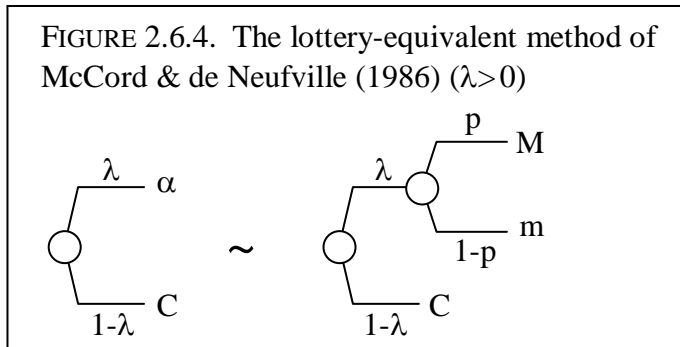 FIGURE 2.6.4. The lottery-equivalent method of
McCord & de Neufville (1986) (λ>0)
p
M
λ
α
λ
~
m
1-p
C
1-λ
C
1-λ